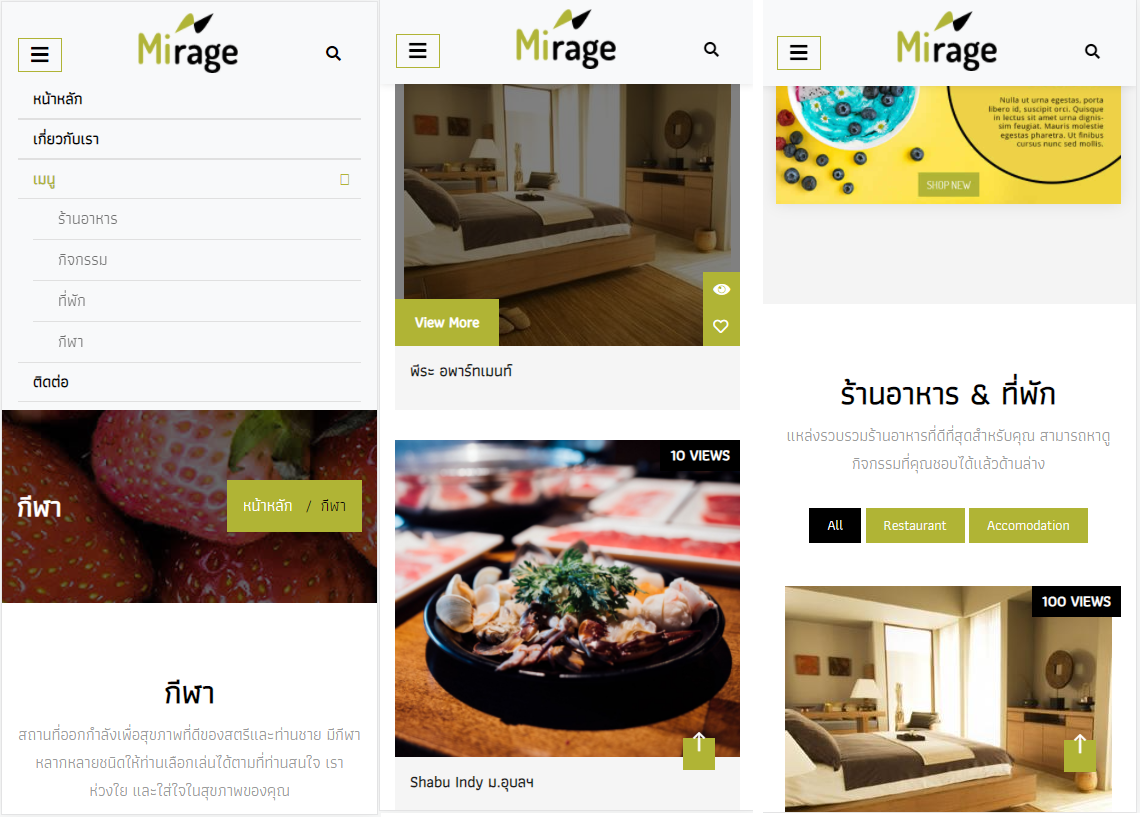 Mirage
หน้าหลัก
เกี่ยวกับเรา
เมนู
ร้านอาหาร
กิจกรรม
ที่พัก
กีฬา
ติดต่อ
กีฬา
หน้าหลัก / กีฬา
กีฬา
สถานที่ออกกำลังเพื่อสุขภาพที่ดีของสตรีและท่านชาย มีกีฬา
หลากหลายชนิดให้ท่านเลือกเล่นได้ตามที่ท่านสนใจ เรา
ห่วงใย และใส่ใจในสุขภาพของคุณ
Mirage
View More
พีระ อพาร์ทเมนท์
10 VIEWS
Shabu Indy ม.อุบลฯ
Mirage
Nulla ut urna egestas, porta
libero id, suscipit orci. Quisque
in lectus sit amet urna dignis-
sim feugiat. Mauris molestie
egestas pharetra. Ut finibus
cursus nunc sed mollis.
SHOP NEW
ร้านอาหาร & ที่พัก
แหล่งรวบรวมร้านอาหารที่ดีที่สุดสำหรับคุณ สามารถหาดู
กิจกรรมที่คุณชอบได้แล้วด้านล่าง
All Restaurant Accomodation
100 VIEWS